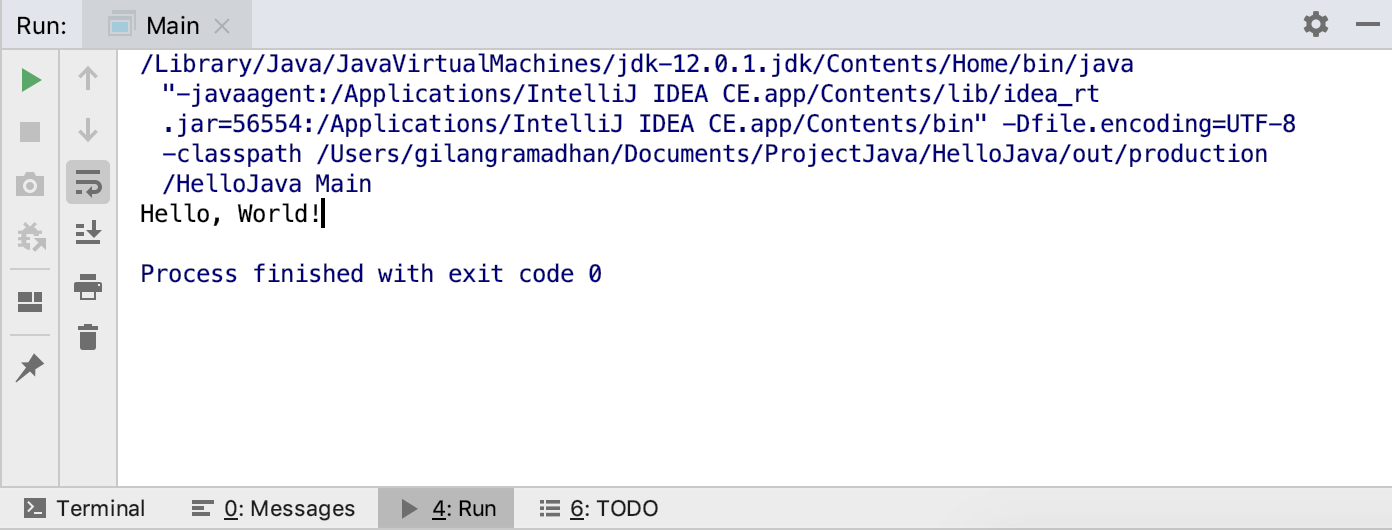 Run: Main
/Library/Java/JavaVirtualMachines/jdk-12.0.1.jdk/Contents/Home/bin/java
"-javaagent:/Applications/IntelliJ IDEA CE.app/Contents/lib/idea_rt
.jar=56554:/Applications/IntelliJ IDEA CE.app/Contents/bin" -Dfile.encoding=UTF-8
-classpath /Users/gilangramadhan/Documents/ProjectJava/HelloJava/out/production
/HelloJava Main
Hello, World!
Process finished with exit code 0
Terminal 0: Messages 4: Run 6: TODO